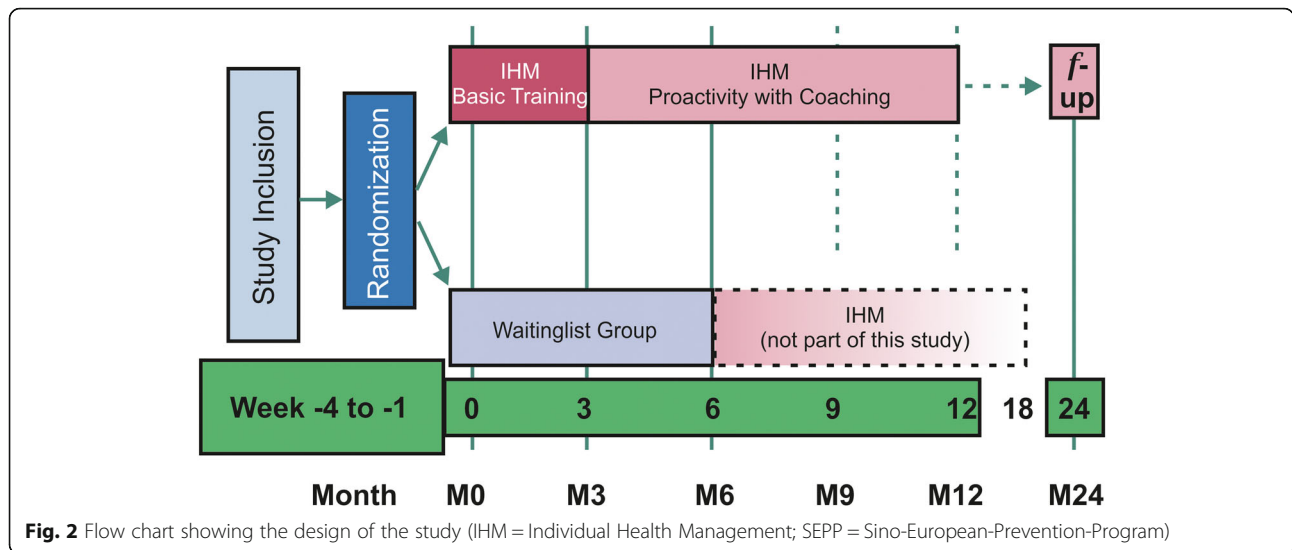 Study Inclusion
Randomization
IHM
Basic Training
IHM
Proactivity with Coaching
f-
up
Waitinglist Group
IHM
(not part of this study)
Week -4 to -1 0 3 6 9 12 18 24
Month M0 M3 M6 M9 M12 M24
Fig. 2 Flow chart showing the design of the study (IHM = Individual Health Management; SEPP = Sino-European-Prevention-Program)